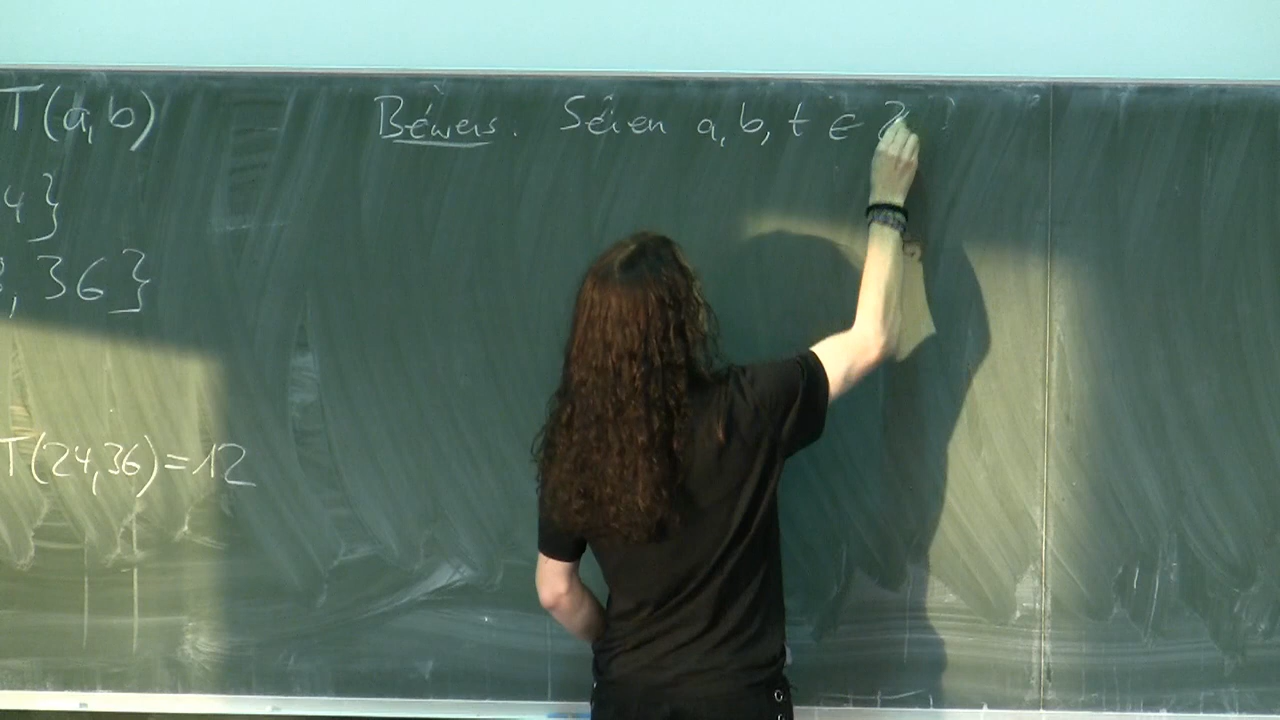 T(a,b)
4}
, 36}
T(24,36)=12
Beweis. Seien a, b, t ∈ ℤ